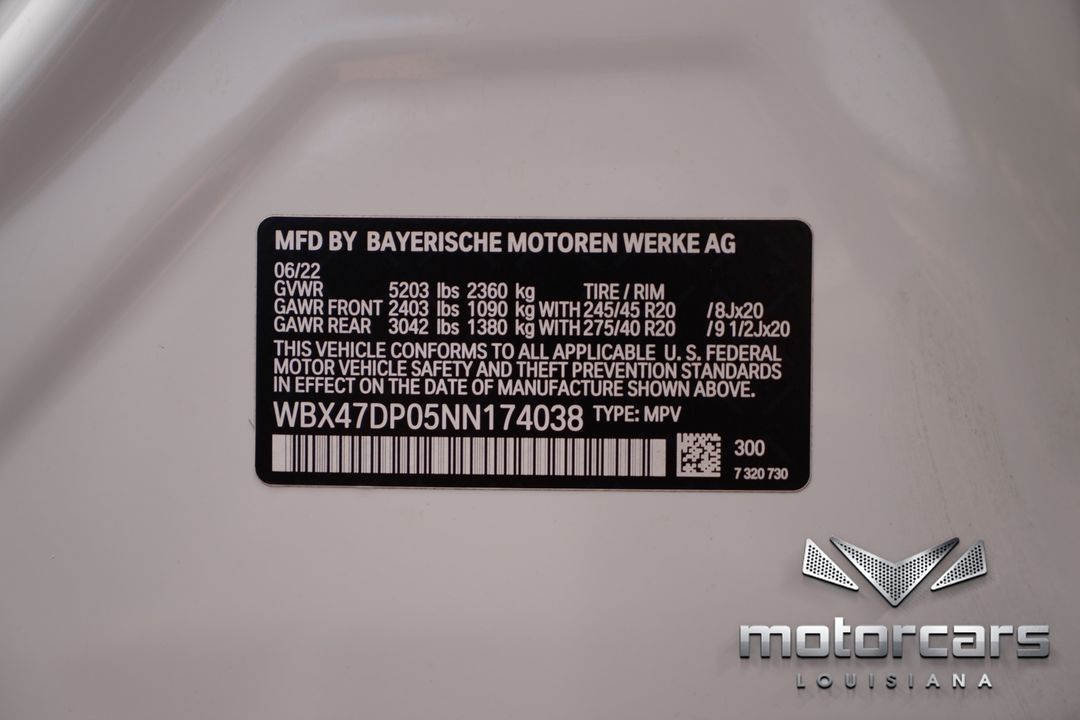 MFD BY BAYERISCHE MOTOREN WERKE AG
06/22
GVWR 5203 lbs 2360 kg TIRE / RIM
GAWR FRONT 2403 lbs 1090 kg WITH 245/45 R20 /8Jx20
GAWR REAR 3042 lbs 1380 kg WITH 275/40 R20 /9 1/2Jx20
THIS VEHICLE CONFORMS TO ALL APPLICABLE U. S. FEDERAL
MOTOR VEHICLE SAFETY AND THEFT PREVENTION STANDARDS
IN EFFECT ON THE DATE OF MANUFACTURE SHOWN ABOVE.
WBX47DP05NN174038 TYPE: MPV
300
7 320 730
motorcars
LOUISIANA